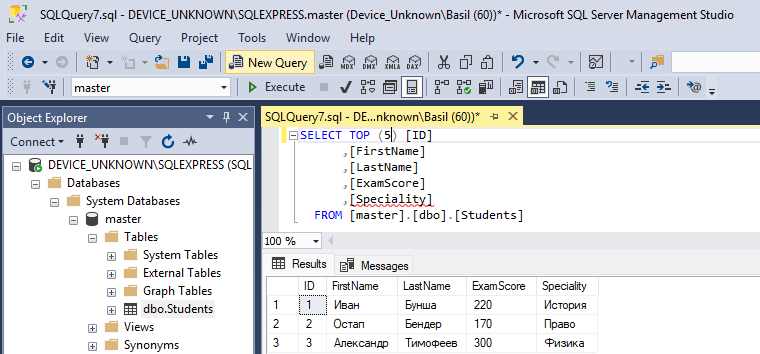 SQLQuery7.sql - DEVICE_UNKNOWN\SQLEXPRESS.master (Device_Unknown\Basil (60))* - Microsoft SQL Server Management Studio
File Edit View Query Project Tools Window Help
New Query MDX DMX XMLA DAX
master Execute
Object Explorer
Connect
DEVICE_UNKNOWN\SQLEXPRESS (SQL
Databases
System Databases
master
Tables
System Tables
External Tables
Graph Tables
dbo.Students
Views
Synonyms
SQLQuery7.sql - DE...nknown\Basil (60))*
SELECT TOP (5) [ID]
,[FirstName]
,[LastName]
,[ExamScore]
,[Speciality]
FROM [master].[dbo].[Students]
100 %
Results Messages
ID FirstName LastName ExamScore Speciality
1 1 Иван Бунша 220 История
2 2 Остап Бендер 170 Право
3 3 Александр Тимофеев 300 Физика